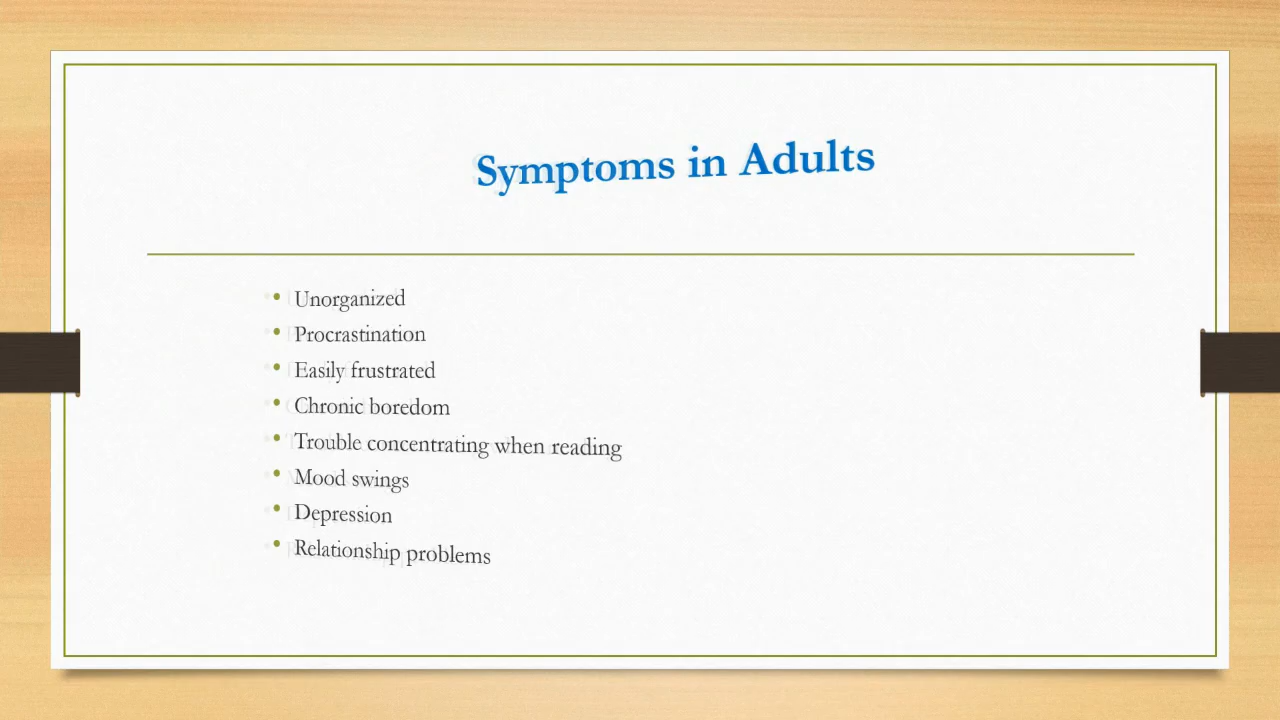 Symptoms in Adults
• Unorganized
• Procrastination
• Easily frustrated
• Chronic boredom
• Trouble concentrating when reading
• Mood swings
• Depression
• Relationship problems